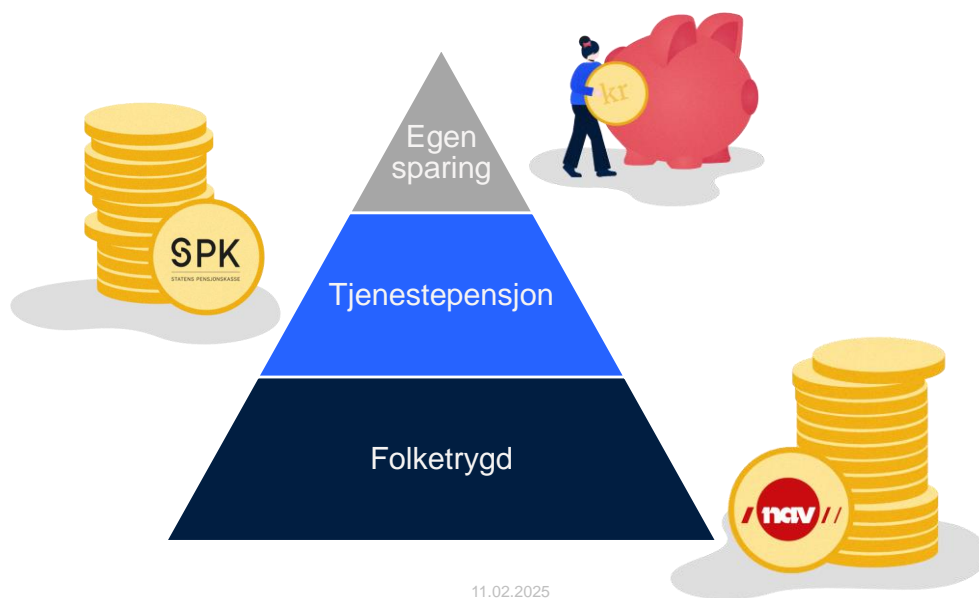 Egen
sparing
kr
SPK
STATENS PENSJONSKASSE
Tjenestepensjon
Folketrygd
nav
11.02.2025